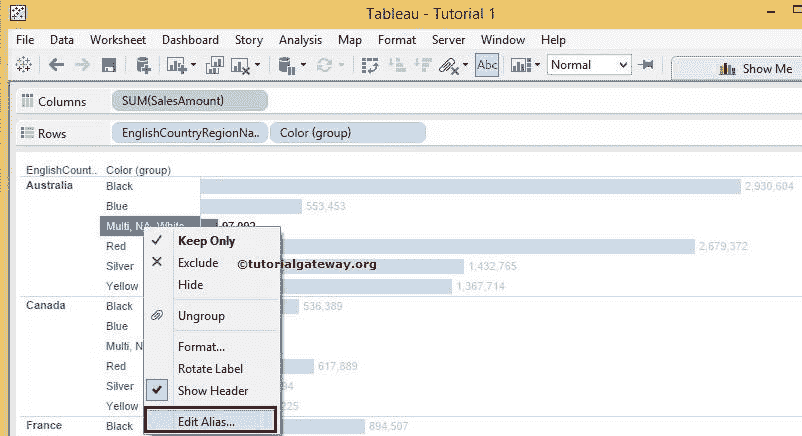 Tableau - Tutorial 1
File Data Worksheet Dashboard Story Analysis Map Format Server Window Help
Abc Normal Show Me
Columns SUM(SalesAmount)
Rows EnglishCountryRegionNa.. Color (group)
EnglishCount.. Color (group)
Australia Black 2,930,604
Blue 553,453
Multi, NA, White 97,092
Red 2,679,372
Silver 1,432,765
Yellow 1,367,714
Canada Black 536,389
Blue
Multi, N
Red 617,889
Silver
Yellow 225
France Black 894,507
Keep Only
Exclude
©tutorialgateway.org
Hide
Ungroup
Format...
Rotate Label
Show Header
Edit Alias...